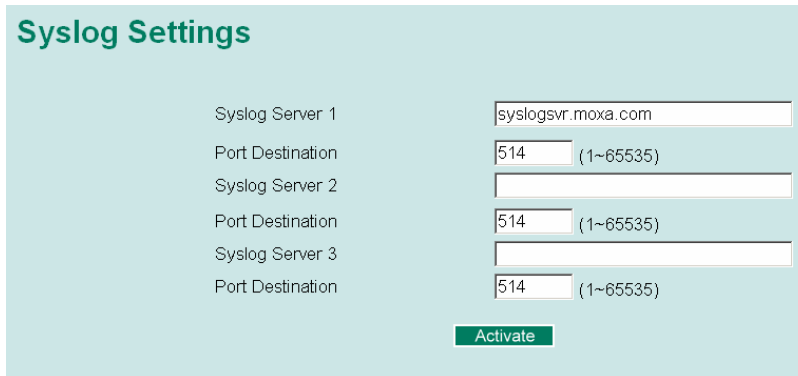 Syslog Settings
Syslog Server 1 syslogsvr.moxa.com
Port Destination 514 (1~65535)
Syslog Server 2
Port Destination 514 (1~65535)
Syslog Server 3
Port Destination 514 (1~65535)
Activate